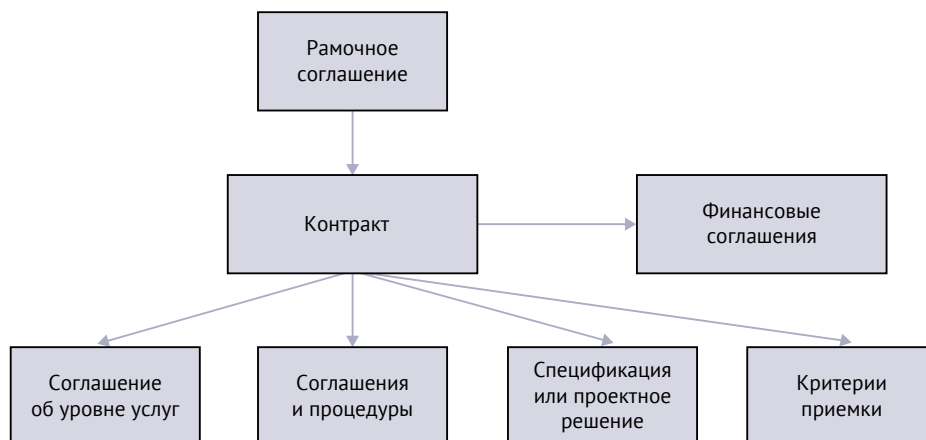 Рамочное
соглашение
Контракт
Финансовые
соглашения
Соглашение
об уровне услуг
Соглашения
и процедуры
Спецификация
или проектное
решение
Критерии
приемки